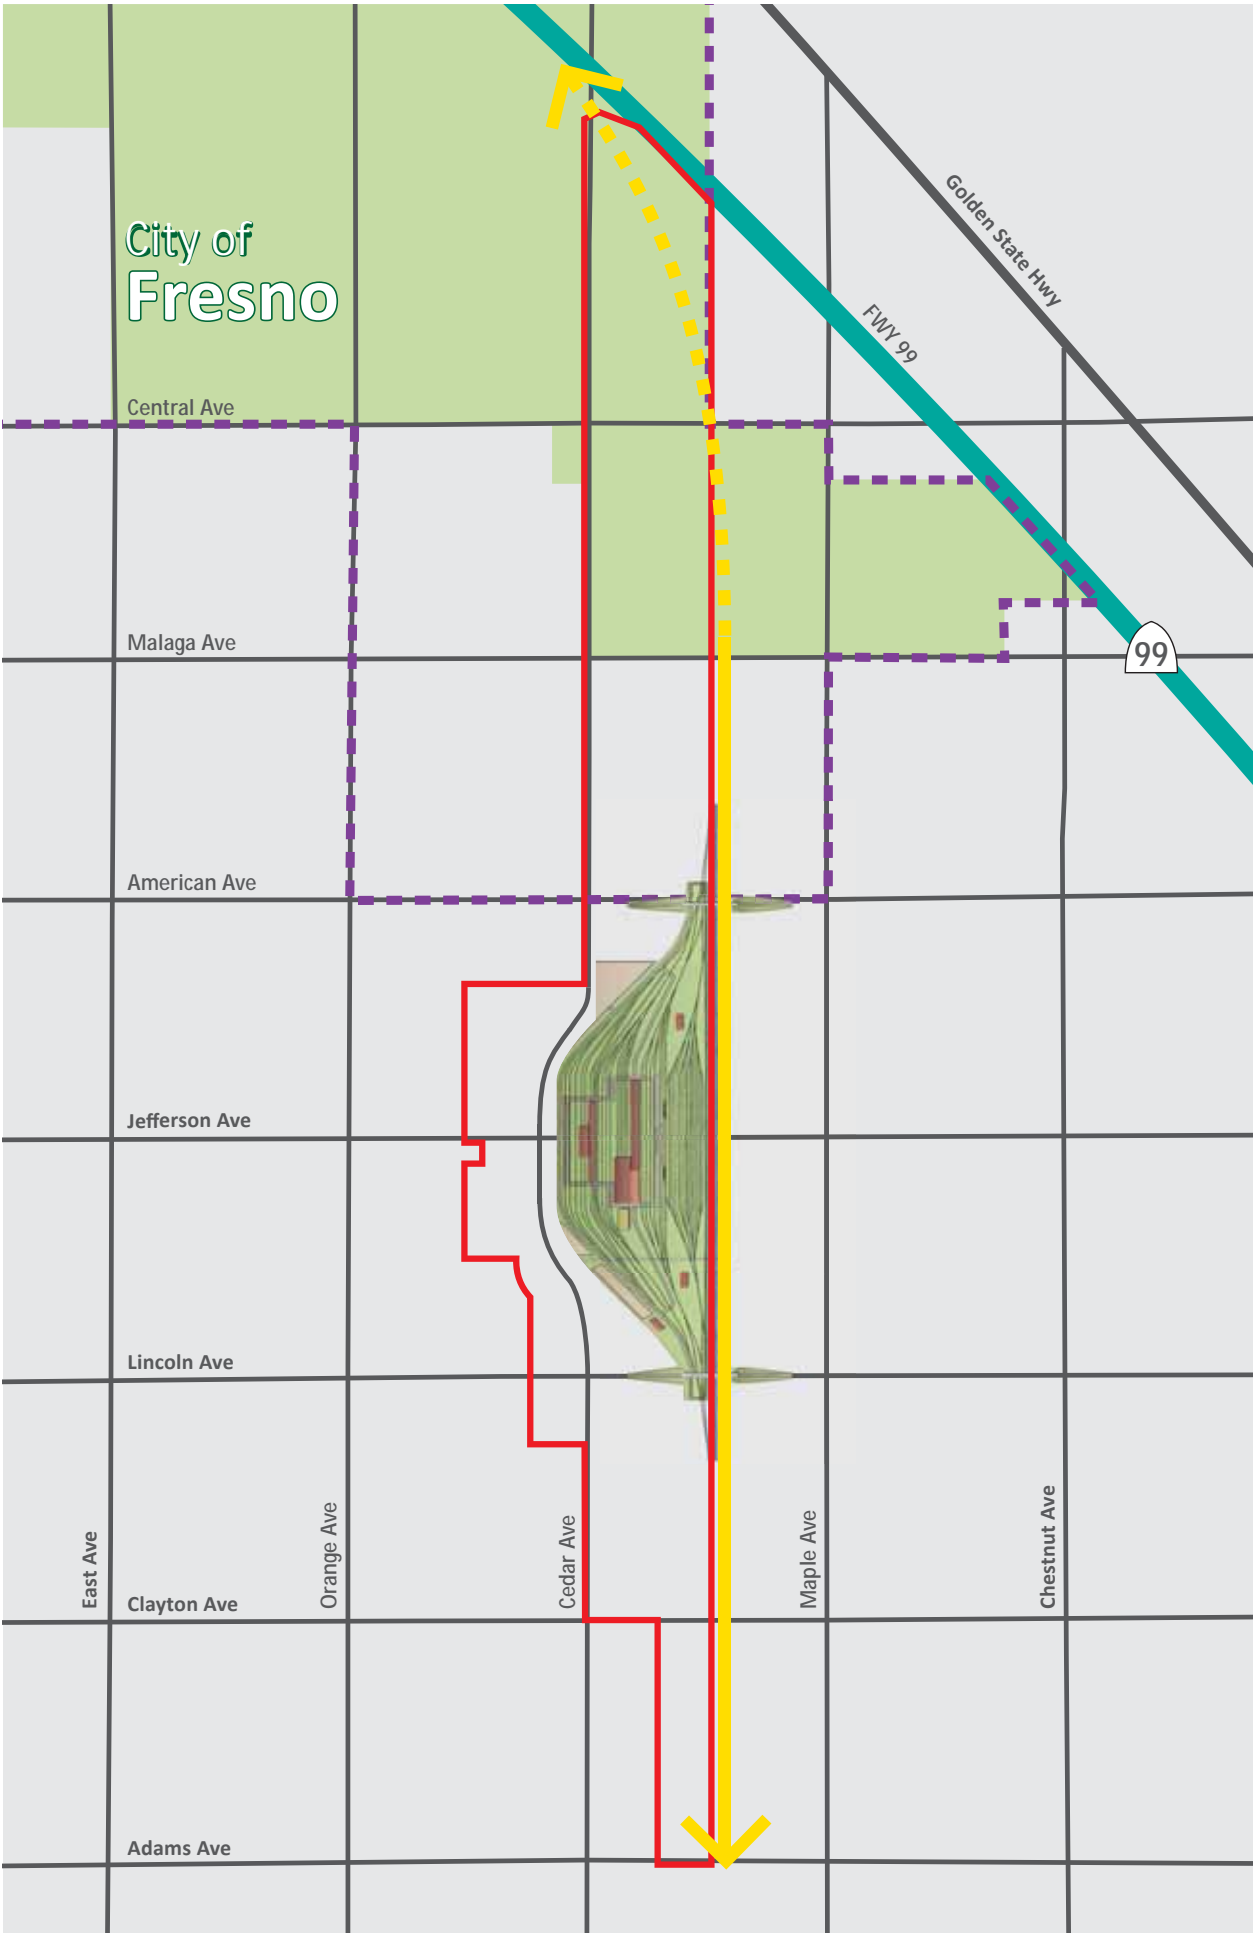 Golden State Hwy
City of
Fresno
FWY 99
Central Ave
Malaga Ave
99
American Ave
Jefferson Ave
Lincoln Ave
East Ave
Orange Ave
Cedar Ave
Maple Ave
Chestnut Ave
Clayton Ave
Adams Ave